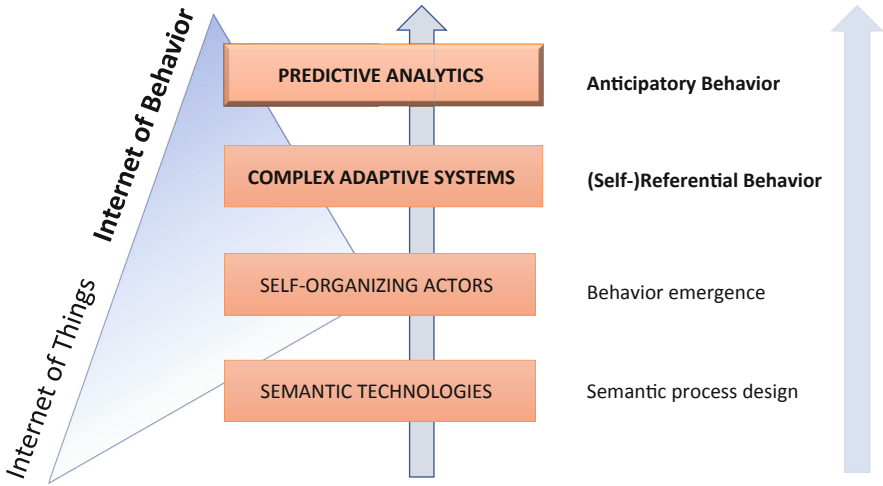 Internet of Behavior
Internet of Things
PREDICTIVE ANALYTICS
Anticipatory Behavior
COMPLEX ADAPTIVE SYSTEMS
(Self-)Referential Behavior
SELF-ORGANIZING ACTORS
Behavior emergence
SEMANTIC TECHNOLOGIES
Semantic process design